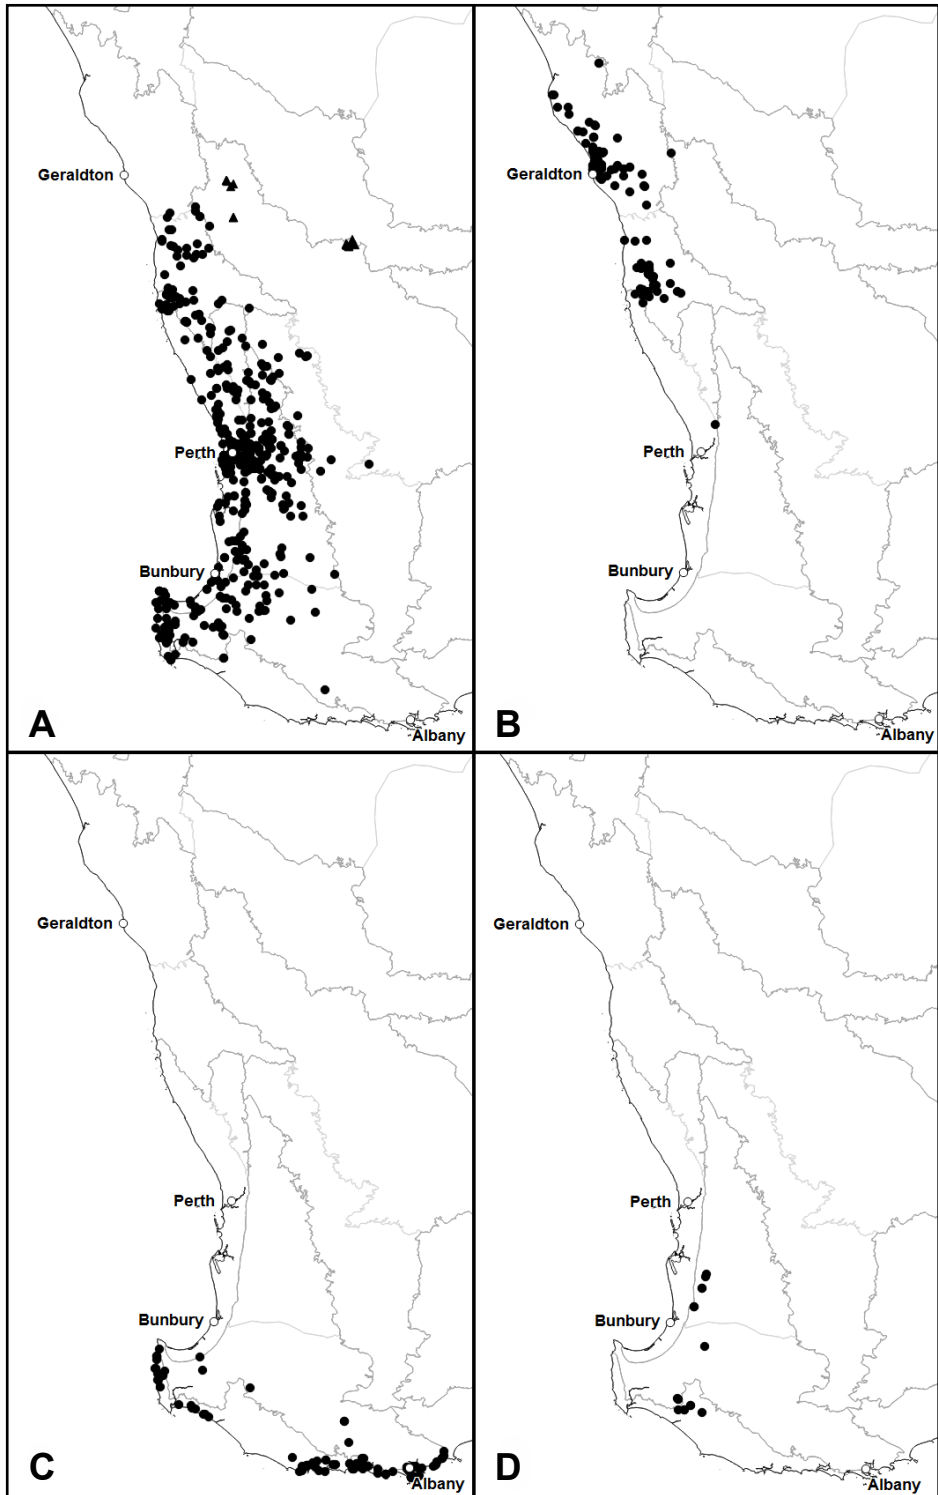 Geraldton
Perth
Bunbury
A
Albany
Geraldton
Perth
Bunbury
B
Albany
Geraldton
Perth
Bunbury
C
Albany
Geraldton
Perth
Bunbury
D
Albany